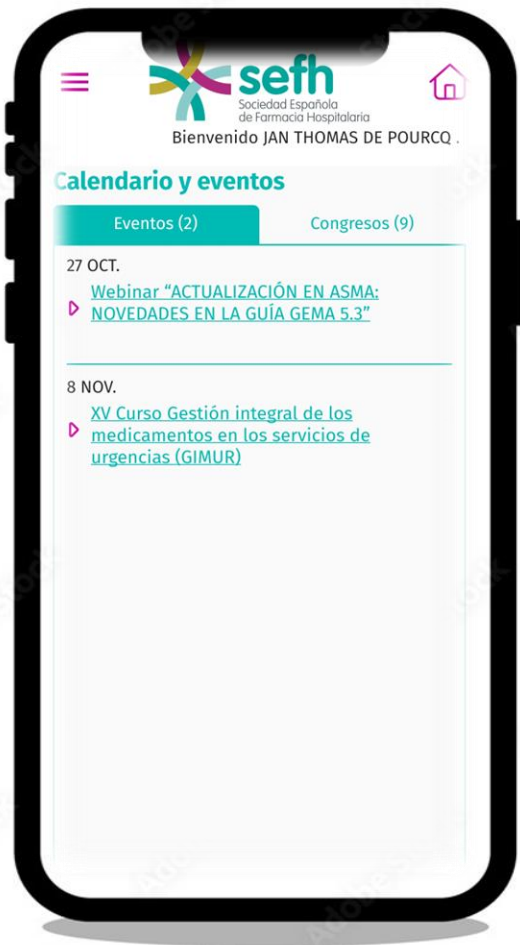 sefh
Sociedad Española
de Farmacia Hospitalaria
Bienvenido JAN THOMAS DE POURCQ .
Calendario y eventos
Eventos (2)
Congresos (9)
27 OCT.
Webinar “ACTUALIZACIÓN EN ASMA:
NOVEDADES EN LA GUÍA GEMA 5.3”
8 NOV.
XV Curso Gestión integral de los
medicamentos en los servicios de
urgencias (GIMUR)